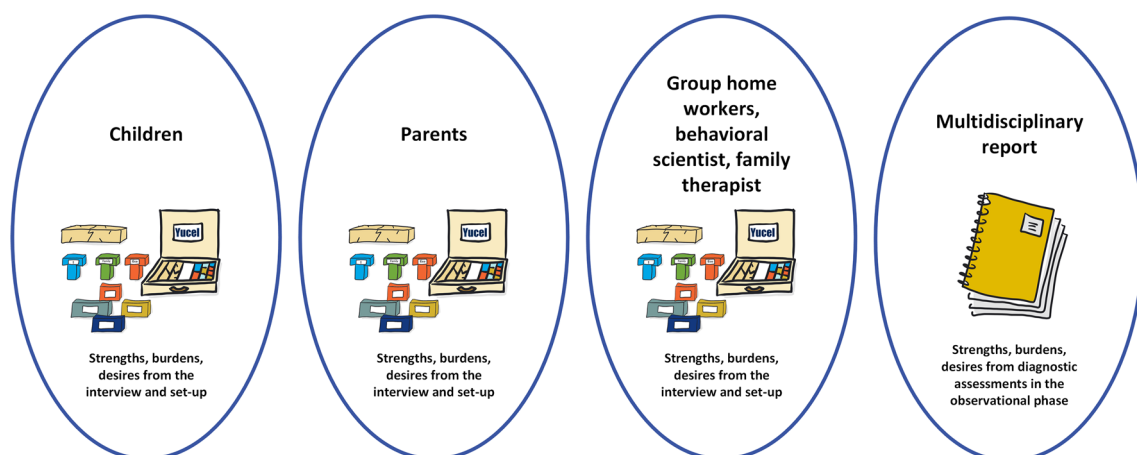 Children
Yucel
Strengths, burdens,
desires from the
interview and set-up
Parents
Yucel
Strengths, burdens,
desires from the
interview and set-up
Group home
workers,
behavioral
scientist, family
therapist
Yucel
Strengths, burdens,
desires from the
interview and set-up
Multidisciplinary
report
Strengths, burdens,
desires from diagnostic
assessments in the
observational phase